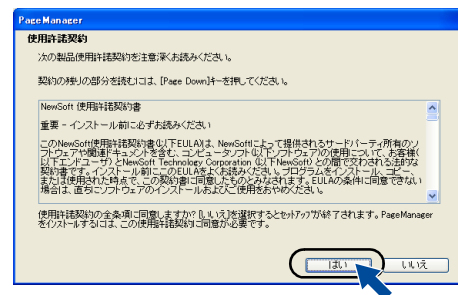 PageManager
使用許諾契約
次の製品使用許諾契約を注意深くお読みください。
契約の残りの部分を読むには、[Page Down]キーを押してください。
NewSoft 使用許諾契約書
重要 - インストール前に必ずお読みください
このNewSoft使用許諾契約書(以下EULA)は、NewSoftによって提供されるサードパーティ所有のソ
フトウェアや関連ドキュメントを含む、コンピュータソフト(以下ソフトウェア)の使用について、お客様(
以下エンドユーザ)とNewSoft Technology Corporation (以下NewSoft) との間で交わされる法的な
契約書です。インストール前にこのEULAをよくお読みください。プログラムをインストール、コピー、
または使用された時点で、この契約書に同意したものとみなされます。EULAの条件に同意できない
場合は、直ちにソフトウェアのインストールおよびご使用をおやめください。
使用許諾契約の全条項に同意しますか? [いいえ]を選択するとセットアップが終了されます。PageManager
をインストールするには、この使用許諾契約に同意が必要です。
はい
いいえ